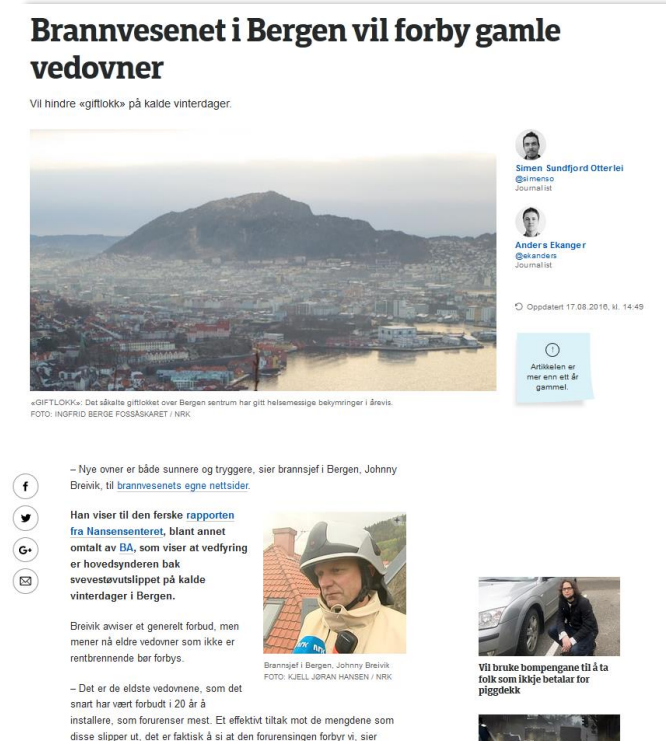 Brannvesenet i Bergen vil forby gamle
vedovner
Vil hindre «giftlokk» på kalde vinterdager.
Simen Sundfjord Otterlei
@simenso
Journalist
Anders Ekanger
@ekanders
Journalist
Oppdatert 17.08.2016, kl. 14:49
Artikkelen er
mer enn ett år
gammel.
«GIFTLOKK»: Det såkalte giftlokket over Bergen sentrum har gitt helsemessige bekymringer i årevis.
FOTO: INGFRID BERGE FOSSÅSKARET / NRK
– Nye ovner er både sunnere og tryggere, sier brannsjef i Bergen, Johnny
Breivik, til brannvesenets egne nettsider.
f
G+
Han viser til den ferske rapporten
fra Nansensenteret, blant annet
omtalt av BA, som viser at vedfyring
er hovedsynderen bak
svevestøvutslippet på kalde
vinterdager i Bergen.
Breivik avviser et generelt forbud, men
mener nå eldre vedovner som ikke er
rentbrennende bør forbys.
nrk
Brannsjef i Bergen, Johnny Breivik
FOTO: KJELL JØRAN HANSEN / NRK
– Det er de eldste vedovnene, som det
snart har vært forbudt i 20 år å
installere, som forurenser mest. Et effektivt tiltak mot de mengdene som
disse slipper ut, det er faktisk å si at den forurensingen forbyr vi, sier
Vil bruke bompengane til å ta
folk som ikkje betalar for
piggdekk